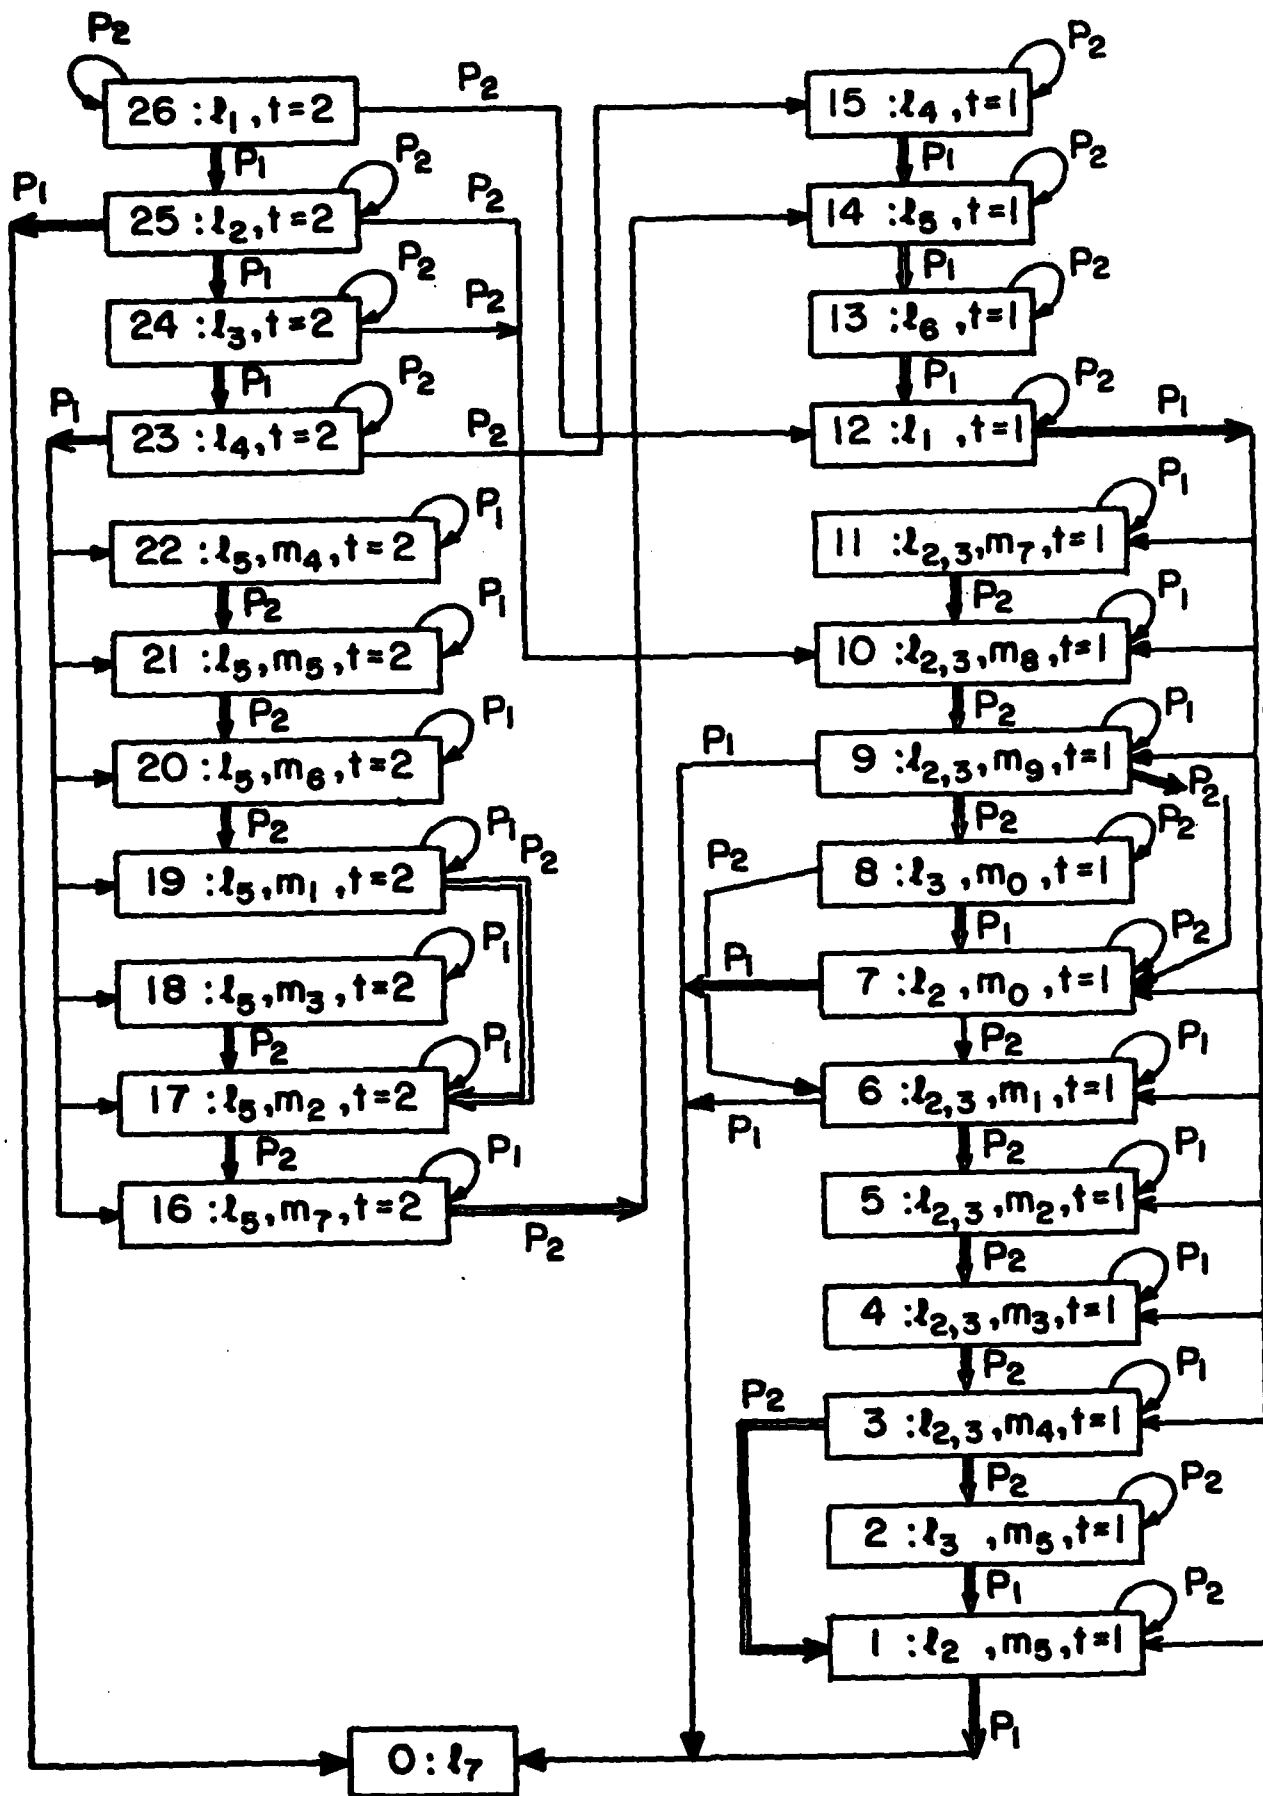 P₂
26 : ℓ₁, t=2
P₂
P₁
P₁
P₂
25 : ℓ₂, t=2
P₂
P₁
P₂
24 : ℓ₃, t=2
P₂
P₁
P₂
P₁
23 : ℓ₄, t=2
P₂
P₁
22 : ℓ₅, m₄, t=2
P₂
P₁
21 : ℓ₅, m₅, t=2
P₂
P₁
20 : ℓ₅, m₆, t=2
P₂
P₁
P₂
19 : ℓ₅, m₁, t=2
P₁
18 : ℓ₅, m₃, t=2
P₂
P₁
17 : ℓ₅, m₂, t=2
P₂
P₁
16 : ℓ₅, m₇, t=2
P₂
P₂
15 : ℓ₄, t=1
P₁
P₂
14 : ℓ₅, t=1
P₁
P₂
13 : ℓ₆, t=1
P₁
P₂
12 : ℓ₁, t=1
P₁
P₁
11 : ℓ₂,₃, m₇, t=1
P₂
P₁
10 : ℓ₂,₃, m₈, t=1
P₂
P₁
P₁
9 : ℓ₂,₃, m₉, t=1
P₂
P₂
P₂
P₂
8 : ℓ₃, m₀, t=1
P₁
P₂
P₁
7 : ℓ₂, m₀, t=1
P₂
P₁
6 : ℓ₂,₃, m₁, t=1
P₁
P₂
P₁
5 : ℓ₂,₃, m₂, t=1
P₂
P₁
4 : ℓ₂,₃, m₃, t=1
P₂
P₁
P₂
3 : ℓ₂,₃, m₄, t=1
P₂
P₂
2 : ℓ₃, m₅, t=1
P₁
P₂
1 : ℓ₂, m₅, t=1
P₁
0 : ℓ₇